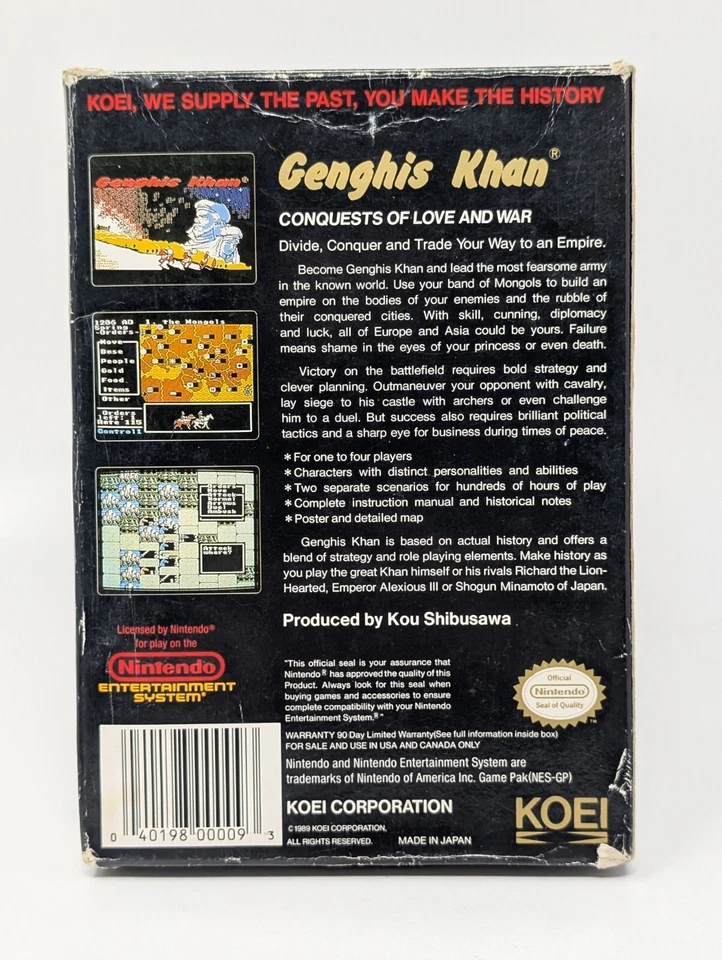 KOEI, WE SUPPLY THE PAST, YOU MAKE THE HISTORY
Genghis Khan®
Genghis Khan®
CONQUESTS OF LOVE AND WAR
Divide, Conquer and Trade Your Way to an Empire.
Become Genghis Khan and lead the most fearsome army
in the known world. Use your band of Mongols to build an
empire on the bodies of your enemies and the rubble of
their conquered cities. With skill, cunning, diplomacy
and luck, all of Europe and Asia could be yours. Failure
means shame in the eyes of your princess or even death.
1206 AD 1. The Mongols
Spring
-Orders-
Move
Base
People
Gold
Food
Items
Other
Orders
left: 1
Rate 115
Control1
Victory on the battlefield requires bold strategy and
clever planning. Outmaneuver your opponent with cavalry,
lay siege to his castle with archers or even challenge
him to a duel. But success also requires brilliant political
tactics and a sharp eye for business during times of peace.
*For one to four players
*Characters with distinct personalities and abilities
*Two separate scenarios for hundreds of hours of play
*Complete instruction manual and historical notes
*Poster and detailed map
Attack
where?
Genghis Khan is based on actual history and offers a
blend of strategy and role playing elements. Make history as
you play the great Khan himself or his rivals Richard the Lion-
Hearted, Emperor Alexious III or Shogun Minamoto of Japan.
Produced by Kou Shibusawa
Licensed by Nintendo®
for play on the
Nintendo
ENTERTAINMENT
SYSTEM®
"This official seal is your assurance that
Nintendo® has approved the quality of this
Product. Always look for this seal when
buying games and accessories to ensure
complete compatibility with your Nintendo
Entertainment System.®"
Official
Nintendo
Seal of Quality
TM
WARRANTY 90 Day Limited Warranty(See full information inside box)
FOR SALE AND USE IN USA AND CANADA ONLY
Nintendo and Nintendo Entertainment System are
trademarks of Nintendo of America Inc. Game Pak(NES-GP)
KOEI CORPORATION
©1989 KOEI CORPORATION,
ALL RIGHTS RESERVED.
MADE IN JAPAN
KOEI
0 40198 00009 3